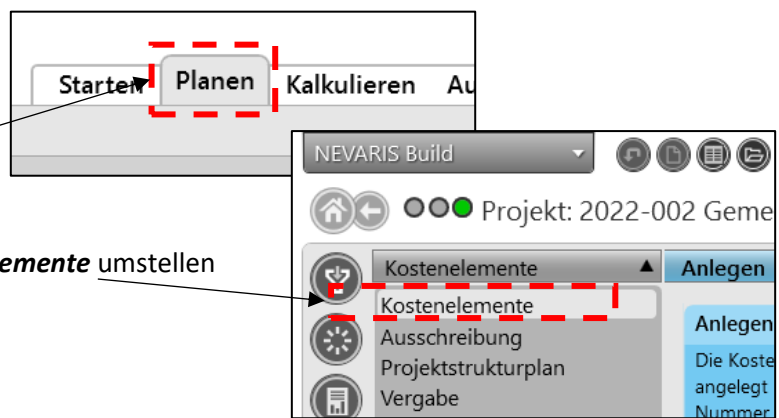 Starten Planen Kalkulieren Au
NEVARIS Build
Projekt: 2022-002 Geme
emente umstellen
Kostenelemente Anlegen
Kostenelemente
Ausschreibung
Projektstrukturplan
Vergabe
Anlegen
Die Koste
angelegt
Nummer